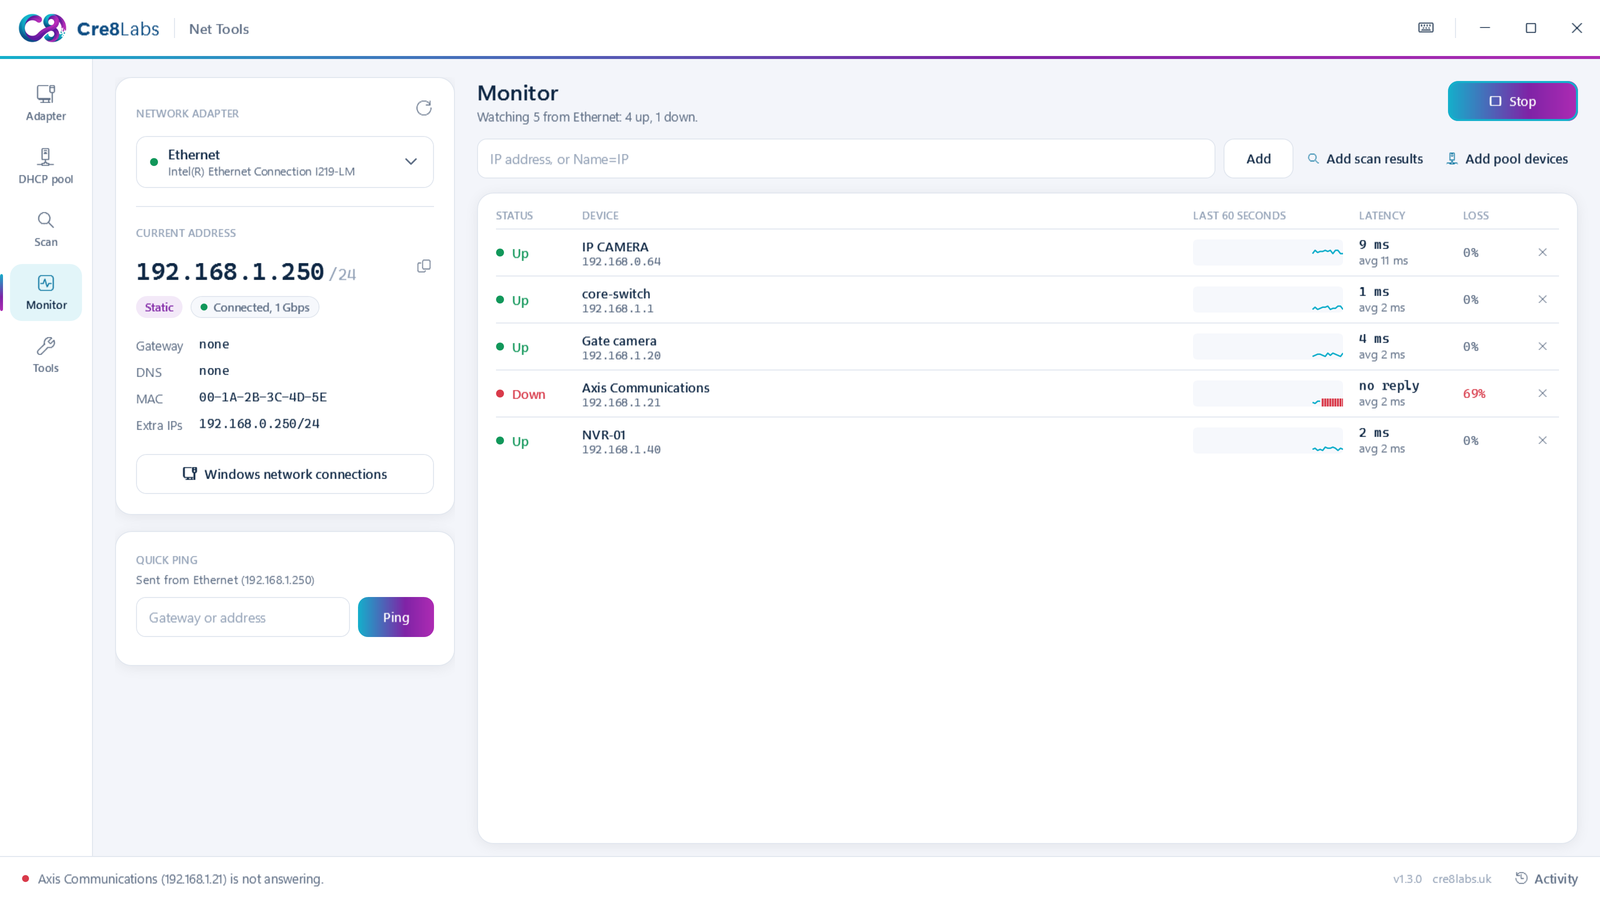 Cre8Labs
Net Tools
Adapter
DHCP pool
Scan
Monitor
Tools
NETWORK ADAPTER
Ethernet
Intel(R) Ethernet Connection I219-LM
CURRENT ADDRESS
192.168.1.250 /24
Static
Connected, 1 Gbps
Gateway none
DNS none
MAC 00-1A-2B-3C-4D-5E
Extra IPs 192.168.0.250/24
Windows network connections
QUICK PING
Sent from Ethernet (192.168.1.250)
Gateway or address
Ping
Monitor
Watching 5 from Ethernet: 4 up, 1 down.
Stop
IP address, or Name=IP
Add
Add scan results
Add pool devices
STATUS DEVICE LAST 60 SECONDS LATENCY LOSS
Up IP CAMERA 9 ms 0%
192.168.0.64 avg 11 ms
Up core-switch 1 ms 0%
192.168.1.1 avg 2 ms
Up Gate camera 4 ms 0%
192.168.1.20 avg 2 ms
Down Axis Communications no reply 69%
192.168.1.21 avg 2 ms
Up NVR-01 2 ms 0%
192.168.1.40 avg 2 ms
Axis Communications (192.168.1.21) is not answering.
v1.3.0
cre8labs.uk
Activity